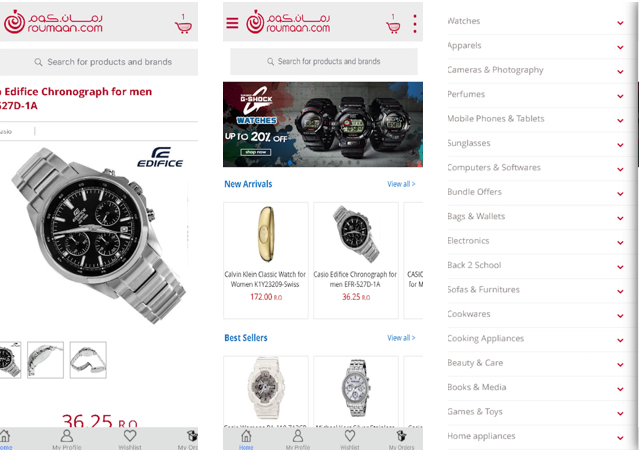 رمـــان.كوم
roumaan.com
1
Search for products and brands
Edifice Chronograph for men
527D-1A
EDIFICE
36.25 R.O
Home
My Profile
Wishlist
My Or
رمـــان.كوم
roumaan.com
1
Search for products and brands
G-SHOCK
WATCHES
UP TO 20% OFF
shop now
New Arrivals
View all >
Calvin Klein Classic Watch for
Women K1Y23209-Swiss
172.00 R.O
Casio Edifice Chronograph for
men EFR-527D-1A
36.25 R.O
CASIO
for M
Best Sellers
View all >
Home
My Profile
Wishlist
My Orders
Watches
Apparels
Cameras & Photography
Perfumes
Mobile Phones & Tablets
Sunglasses
Computers & Softwares
Bundle Offers
Bags & Wallets
Electronics
Back 2 School
Sofas & Furnitures
Cookwares
Cooking Appliances
Beauty & Care
Books & Media
Games & Toys
Home appliances